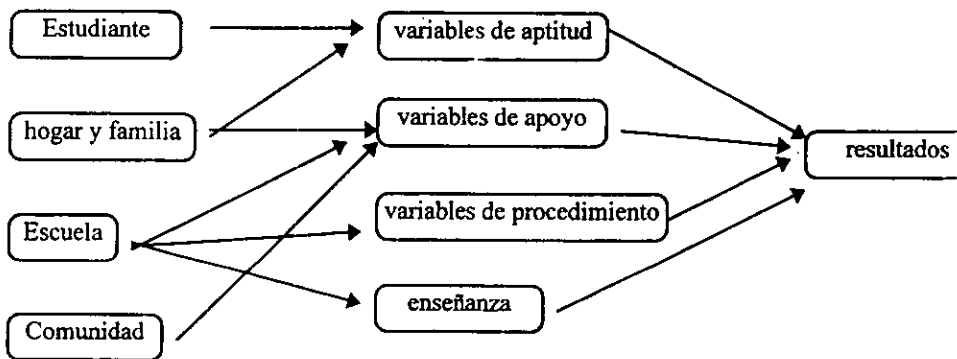 Estudiante
variables de aptitud
hogar y familia
variables de apoyo
resultados
Escuela
variables de procedimiento
enseñanza
Comunidad